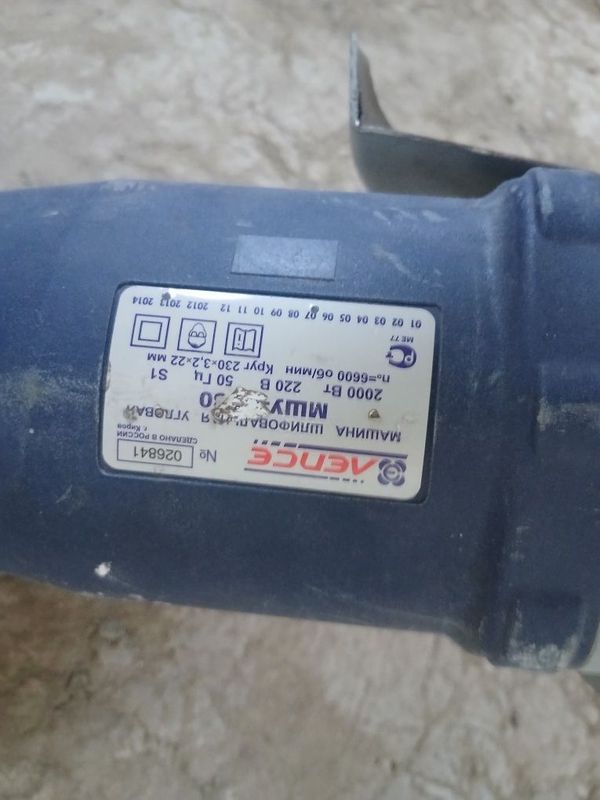 ЛЕПСЕ
№ 026841
СДЕЛАНО В РОССИИ
г. Киров
МАШИНА ШЛИФОВАЛЬНАЯ УГЛОВАЯ
2000 Вт 220 В 50 Гц S1
n₀=6600 об/мин Круг 230×3,2×22 мм
МЕ77
01 02 03 04 05 06 07 08 09 10 11 12 2012 2013 2014